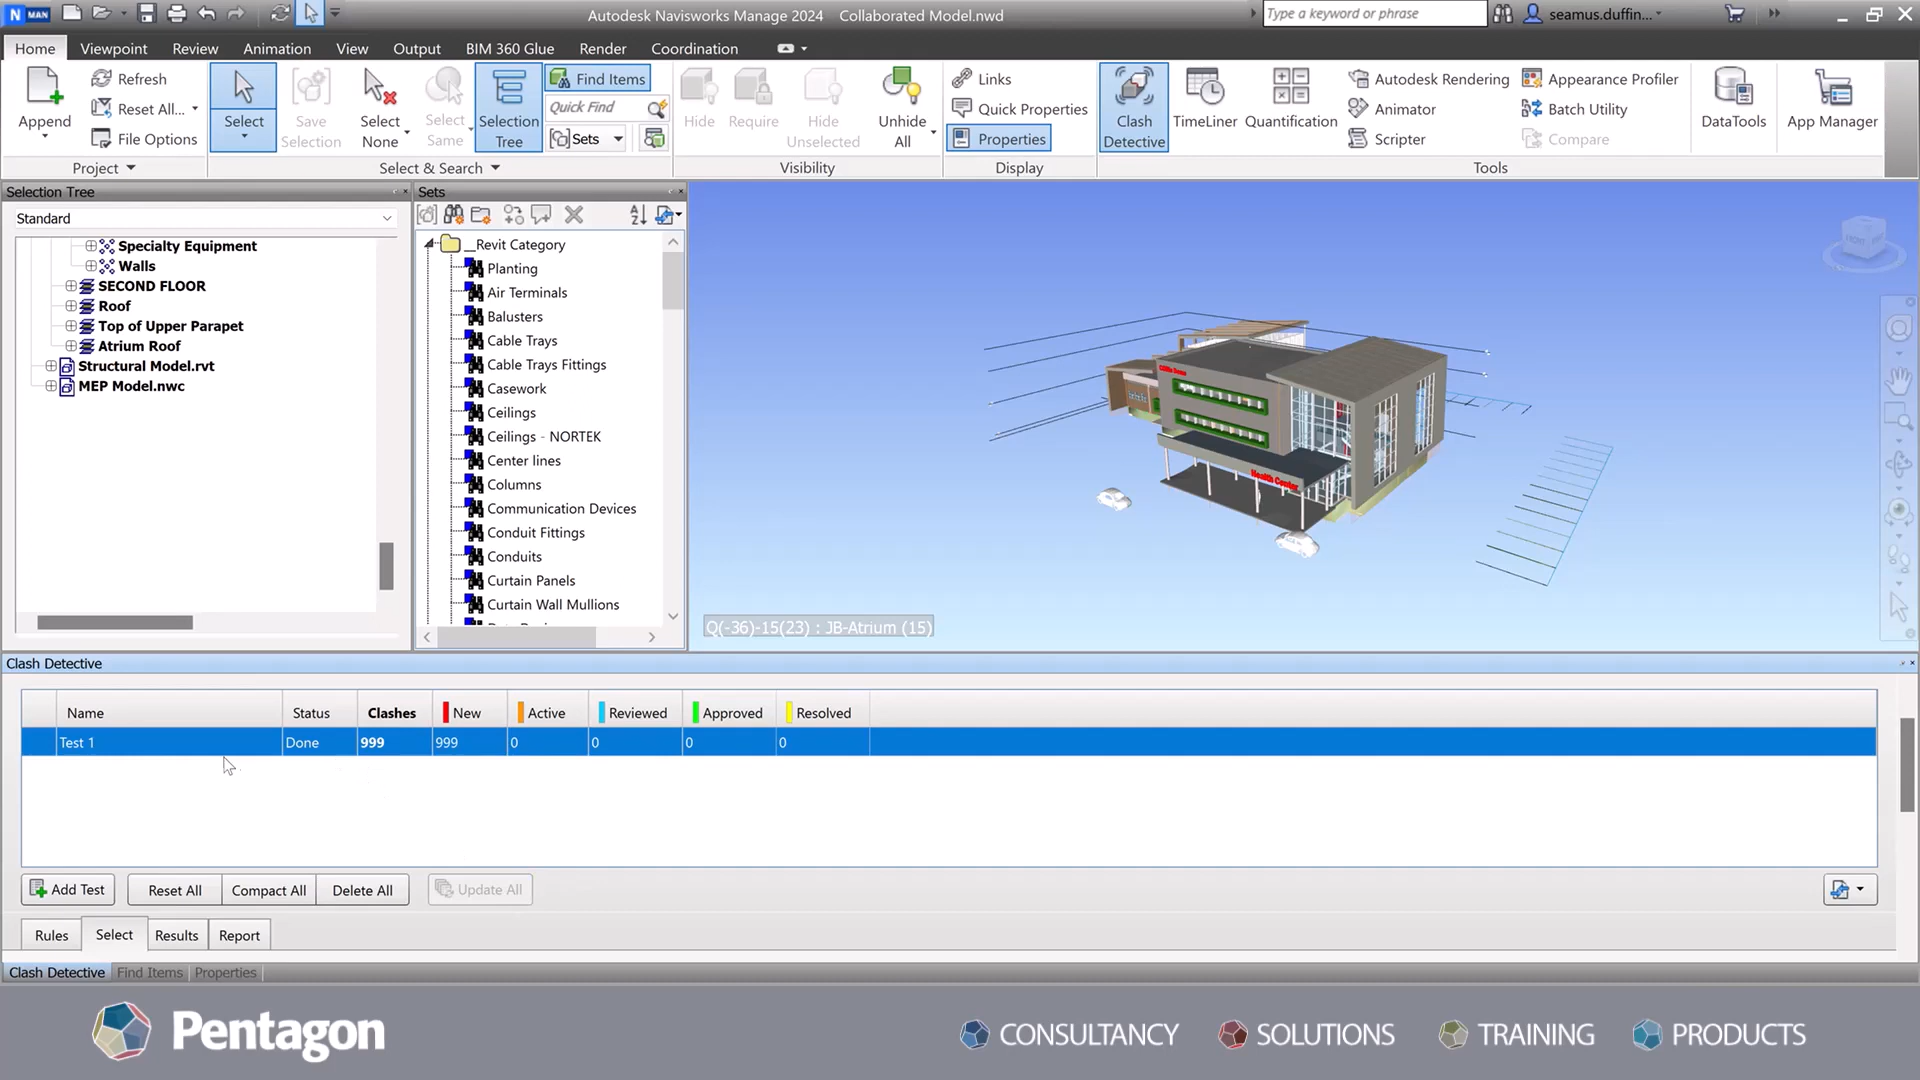 N MAN
Autodesk Navisworks Manage 2024 Collaborated Model.nwd
Type a keyword or phrase
seamus.duffin...
Home Viewpoint Review Animation View Output BIM 360 Glue Render Coordination
Append
Refresh
Reset All...
File Options
Project
Select
Save Selection
Select None
Select Same
Selection Tree
Find Items
Quick Find
Sets
Select & Search
Hide
Require
Hide Unselected
Unhide All
Visibility
Links
Quick Properties
Properties
Display
Clash Detective
TimeLiner
Quantification
Autodesk Rendering
Animator
Scripter
Appearance Profiler
Batch Utility
Compare
Tools
DataTools
App Manager
Selection Tree
Standard
Specialty Equipment
Walls
SECOND FLOOR
Roof
Top of Upper Parapet
Atrium Roof
Structural Model.rvt
MEP Model.nwc
Sets
__Revit Category
Planting
Air Terminals
Balusters
Cable Trays
Cable Trays Fittings
Casework
Ceilings
Ceilings - NORTEK
Center lines
Columns
Communication Devices
Conduit Fittings
Conduits
Curtain Panels
Curtain Wall Mullions
Health Center
Q(-36)-15(23) : JB-Atrium (15)
Clash Detective
Name Status Clashes New Active Reviewed Approved Resolved
Test 1 Done 999 999 0 0 0 0
Add Test Reset All Compact All Delete All Update All
Rules Select Results Report
Clash Detective Find Items Properties
Pentagon CONSULTANCY SOLUTIONS TRAINING PRODUCTS